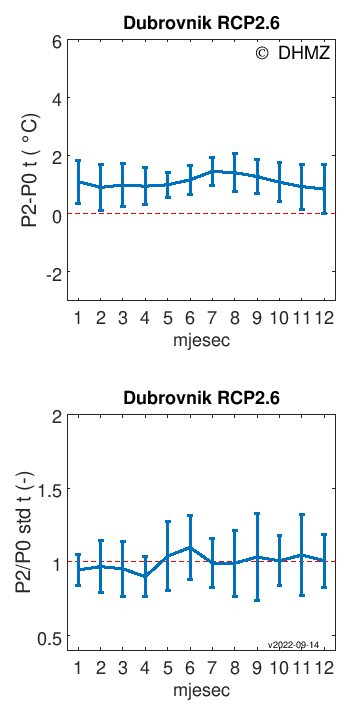 Dubrovnik RCP2.6
© DHMZ
P2-P0 t ( °C)
6
4
2
0
-2
1 2 3 4 5 6 7 8 9 10 11 12
mjesec
Dubrovnik RCP2.6
P2/P0 std t (-)
2
1.5
1
0.5
v2022-09-14
1 2 3 4 5 6 7 8 9 10 11 12
mjesec